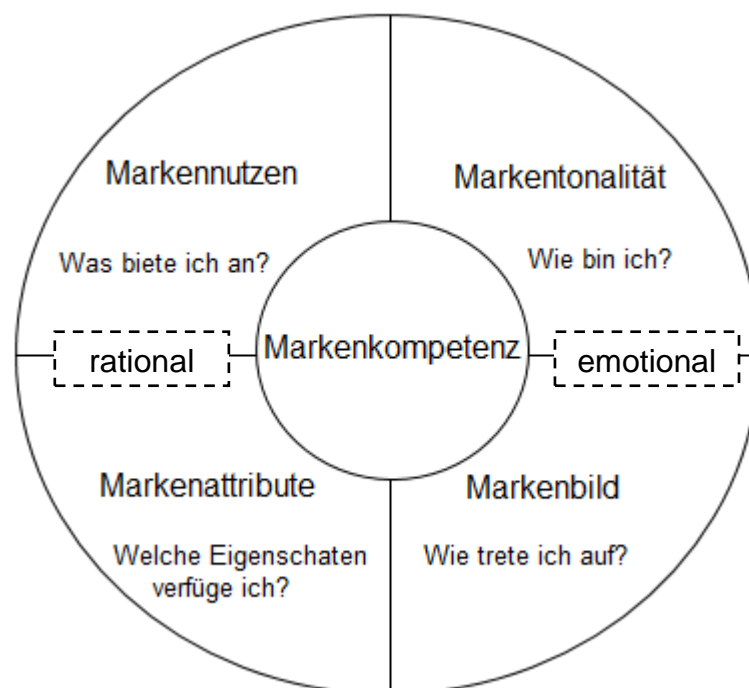 Markennutzen
Was biete ich an?
Markentonalität
Wie bin ich?
rational
Markenkompetenz
emotional
Markenattribute
Welche Eigenschaten
verfüge ich?
Markenbild
Wie trete ich auf?